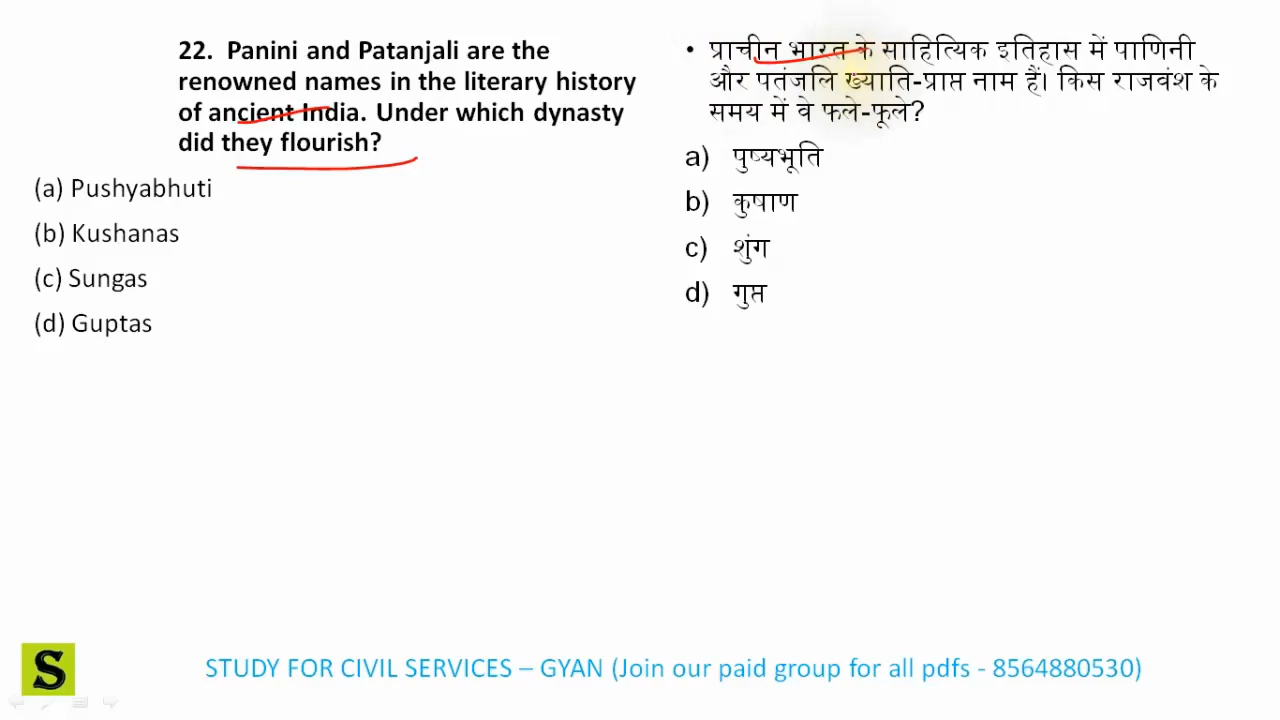 22. Panini and Patanjali are the
renowned names in the literary history
of ancient India. Under which dynasty
did they flourish?
(a) Pushyabhuti
(b) Kushanas
(c) Sungas
(d) Guptas
• प्राचीन भारत के साहित्यिक इतिहास में पाणिनी
और पतंजलि ख्याति-प्राप्त नाम हैं। किस राजवंश के
समय में वे फले-फूले?
a) पुष्यभूति
b) कुषाण
c) शुंग
d) गुप्त
S
STUDY FOR CIVIL SERVICES – GYAN (Join our paid group for all pdfs - 8564880530)